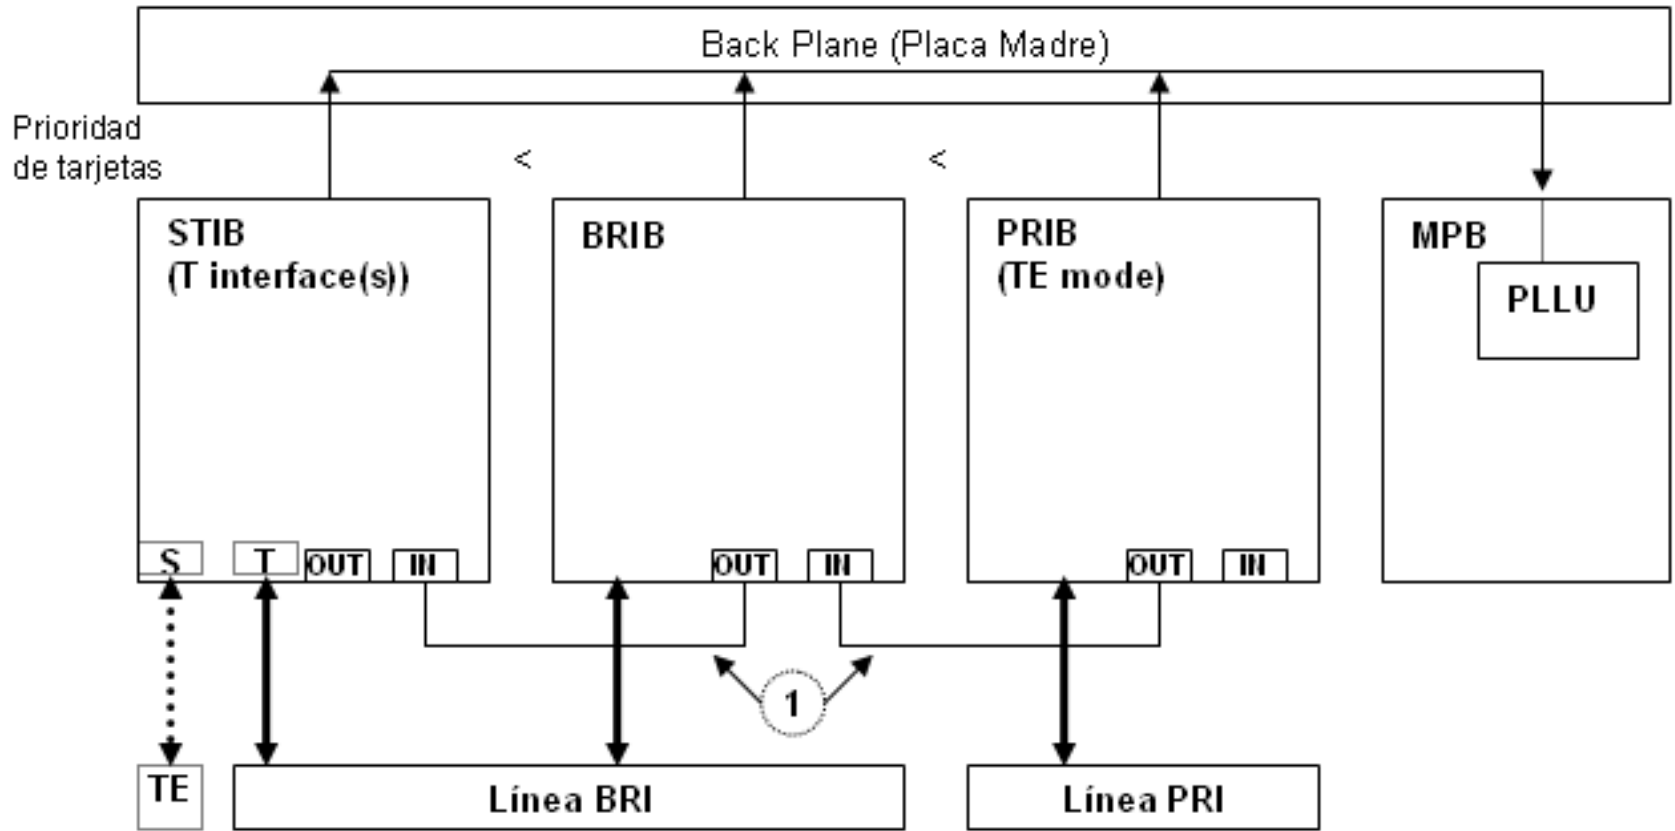 Back Plane (Placa Madre)
Prioridad
de tarjetas
<
<
STIB
(T interface(s))
BRIB
PRIB
(TE mode)
MPB
PLLU
S
T
OUT
IN
OUT
IN
OUT
IN
1
TE
Línea BRI
Línea PRI